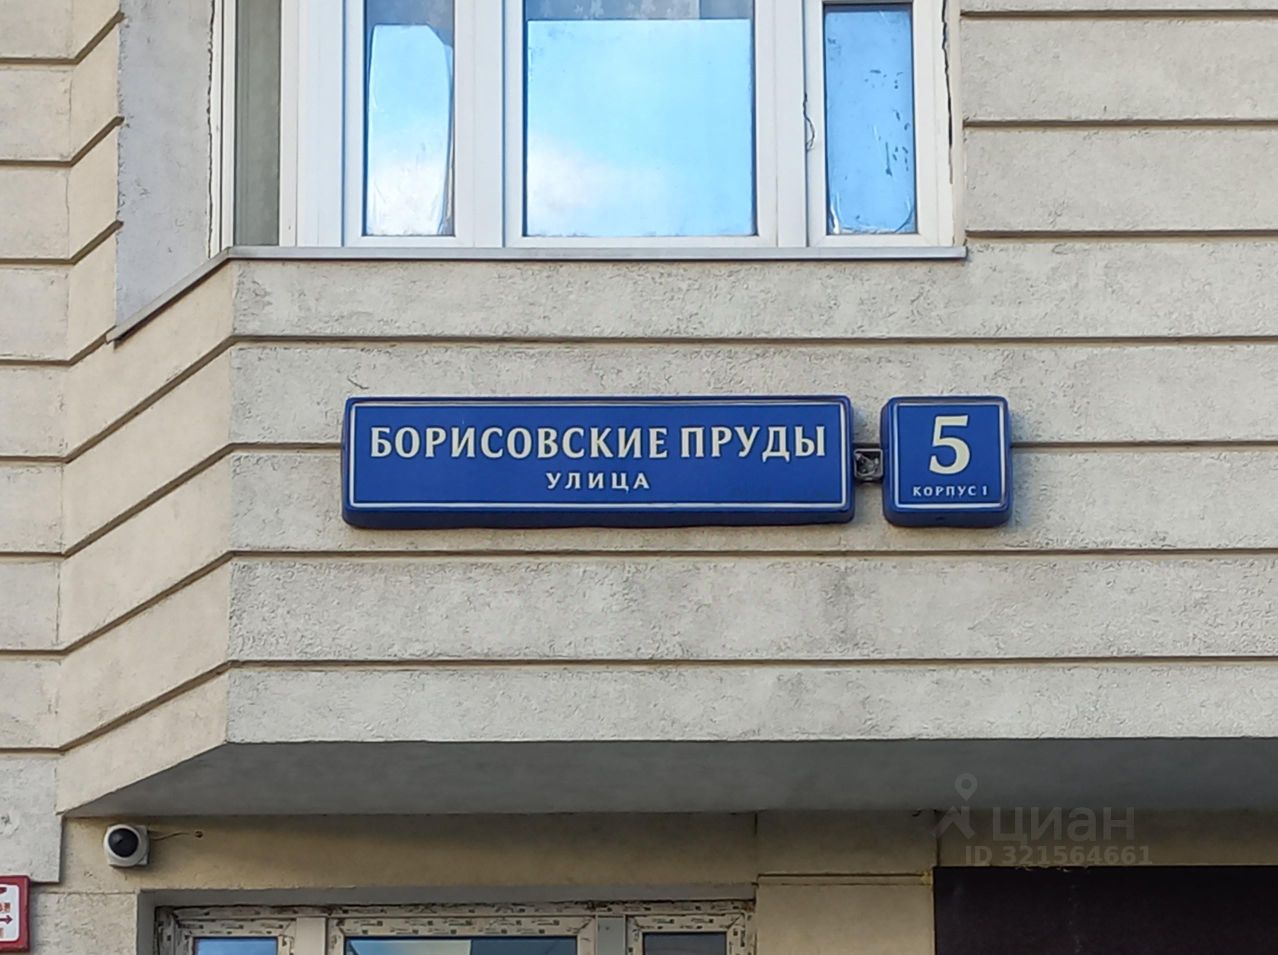 БОРИСОВСКИЕ ПРУДЫ
УЛИЦА
5
КОРПУС 1
циан
ID 321564661